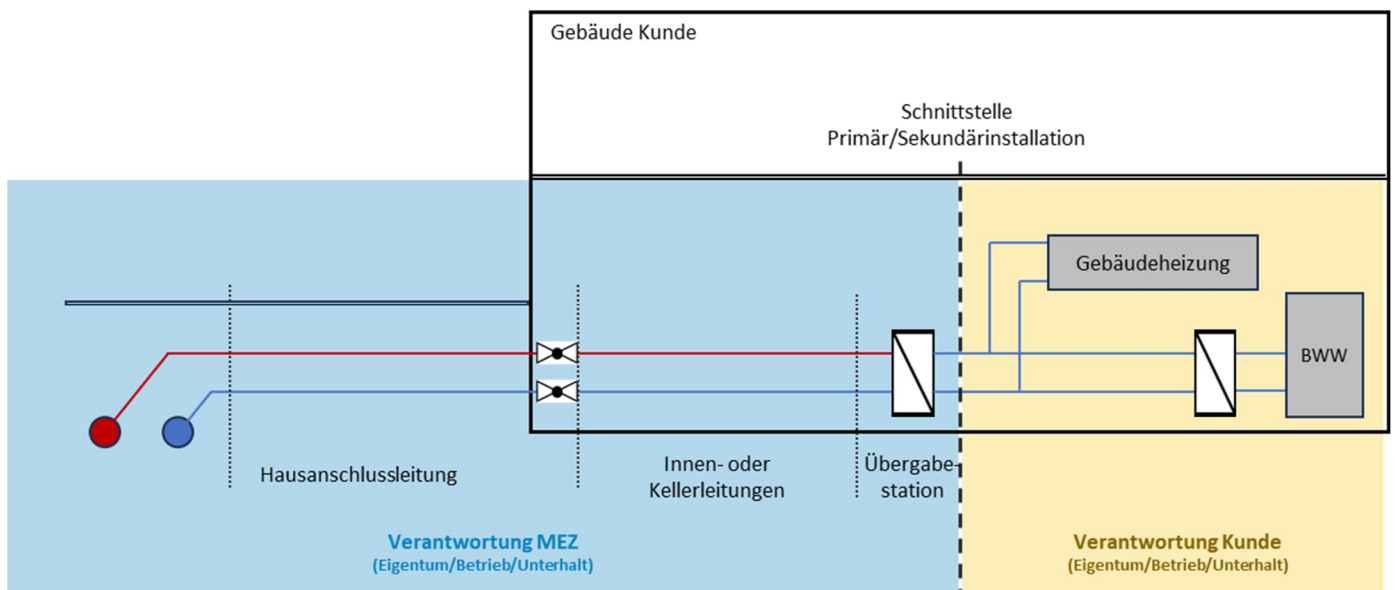 Gebäude Kunde
Schnittstelle
Primär/Sekundärinstallation
Gebäudeheizung
BWW
Hausanschlussleitung
Innen- oder
Kellerleitungen
Übergabe-
station
Verantwortung MEZ
(Eigentum/Betrieb/Unterhalt)
Verantwortung Kunde
(Eigentum/Betrieb/Unterhalt)